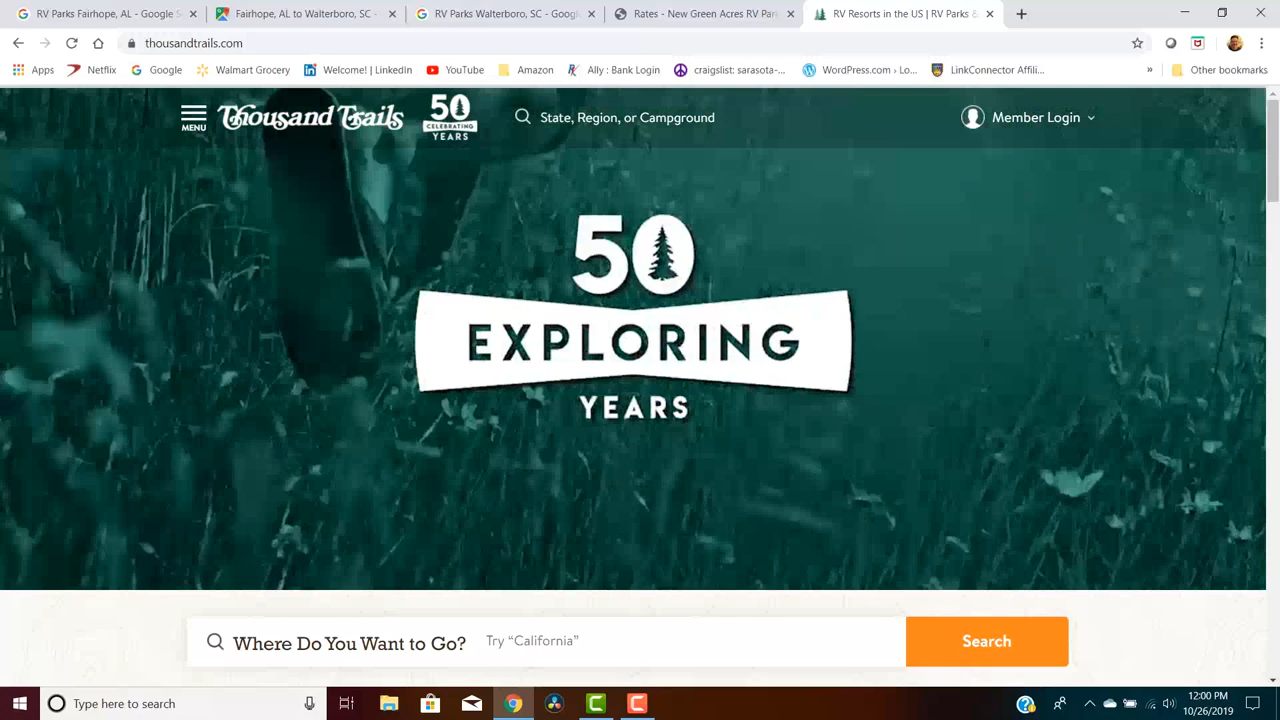 RV Parks Fairhope, AL - Google S
Fairhope, AL to Walterboro, SC -
RV Parks Walterboro, SC - Googl
Rates - New Green Acres RV Par
RV Resorts in the US | RV Parks &
thousandtrails.com
Apps
Netflix
Google
Walmart Grocery
Welcome! | LinkedIn
YouTube
Amazon
Ally : Bank Login
craigslist: sarasota-...
WordPress.com › Lo...
LinkConnector Affili...
»
Other bookmarks
MENU
Thousand Trails
50
CELEBRATING
YEARS
State, Region, or Campground
Member Login
50
EXPLORING
YEARS
Where Do You Want to Go?
Try “California”
Search
Type here to search
12:00 PM
10/26/2019